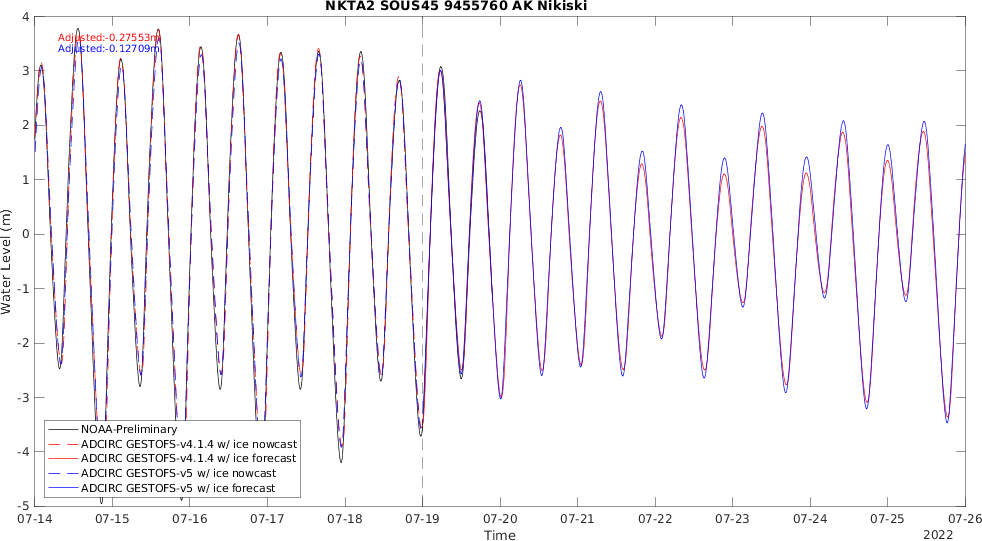 NKTA2 SOUS45 9455760 AK Nikiski
Adjusted:-0.27553m
Adjusted:-0.12709m
Water Level (m)
4
3
2
1
0
-1
-2
-3
-4
-5
NOAA-Preliminary
ADCIRC GESTOFS-v4.1.4 w/ ice nowcast
ADCIRC GESTOFS-v4.1.4 w/ ice forecast
ADCIRC GESTOFS-v5 w/ ice nowcast
ADCIRC GESTOFS-v5 w/ ice forecast
07-14 07-15 07-16 07-17 07-18 07-19 07-20 07-21 07-22 07-23 07-24 07-25 07-26
Time
2022